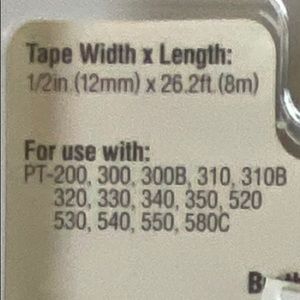 Tape Width x Length:
1/2in.(12mm) x 26.2ft.(8m)
For use with:
PT-200, 300, 300B, 310, 310B
320, 330, 340, 350, 520
530, 540, 550, 580C